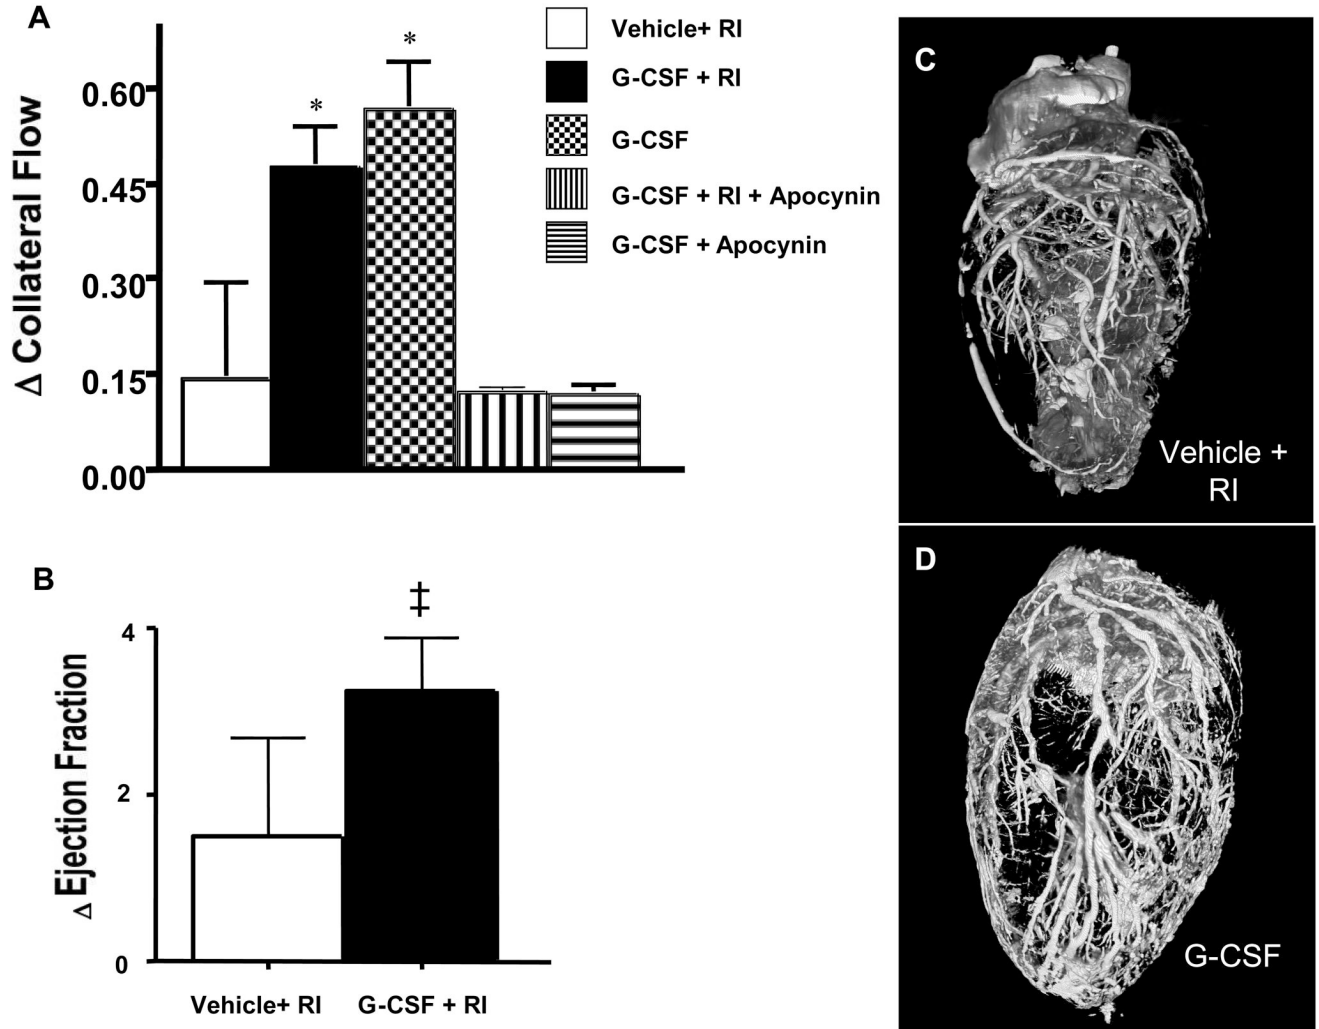 A
Δ Collateral Flow
0.60
0.45
0.30
0.15
0.00
*
*
Vehicle+ RI
G-CSF + RI
G-CSF
G-CSF + RI + Apocynin
G-CSF + Apocynin
B
Δ Ejection Fraction
4
2
0
‡
Vehicle+ RI
G-CSF + RI
C
Vehicle +
RI
D
G-CSF